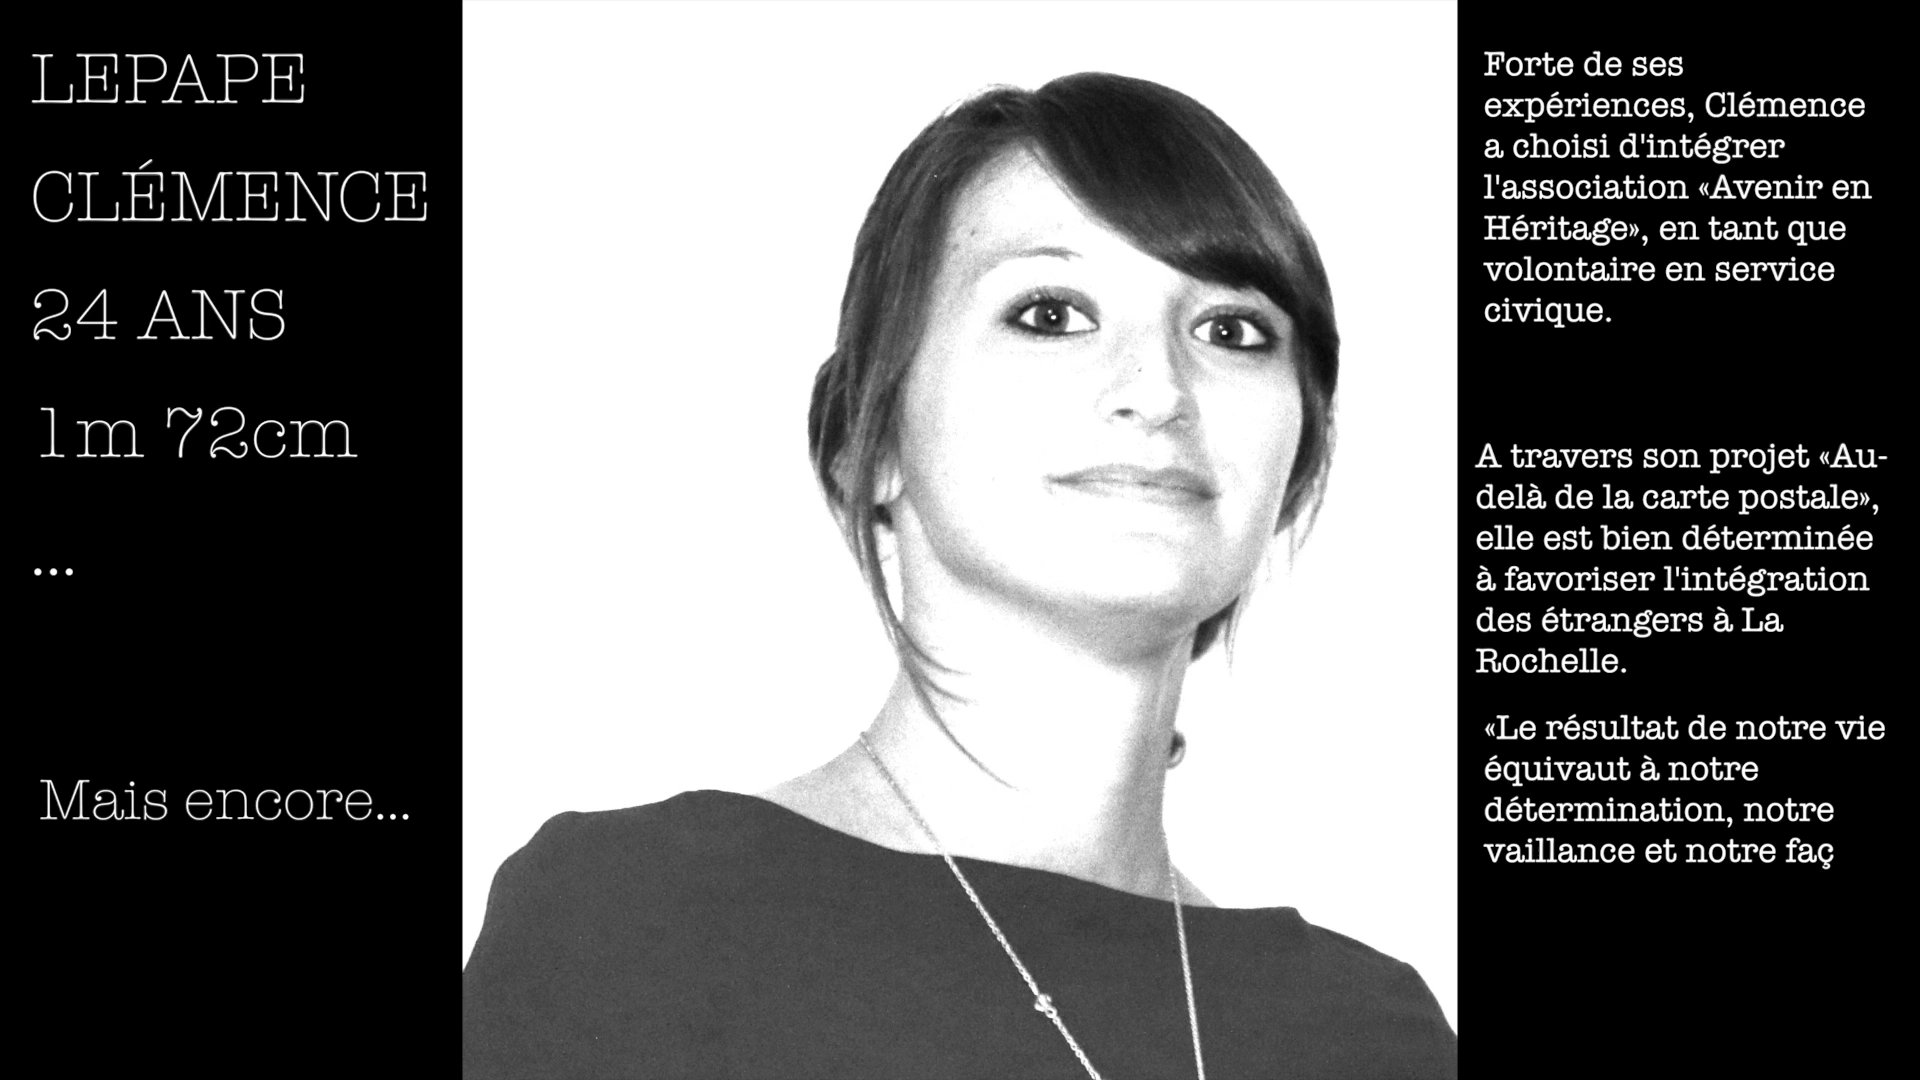 LEPAPE
CLÉMENCE
24 ANS
1m 72cm
...
Mais encore...
Forte de ses
expériences, Clémence
a choisi d'intégrer
l'association «Avenir en
Héritage», en tant que
volontaire en service
civique.
A travers son projet «Au-
delà de la carte postale»,
elle est bien déterminée
à favoriser l'intégration
des étrangers à La
Rochelle.
«Le résultat de notre vie
équivaut à notre
détermination, notre
vaillance et notre faç